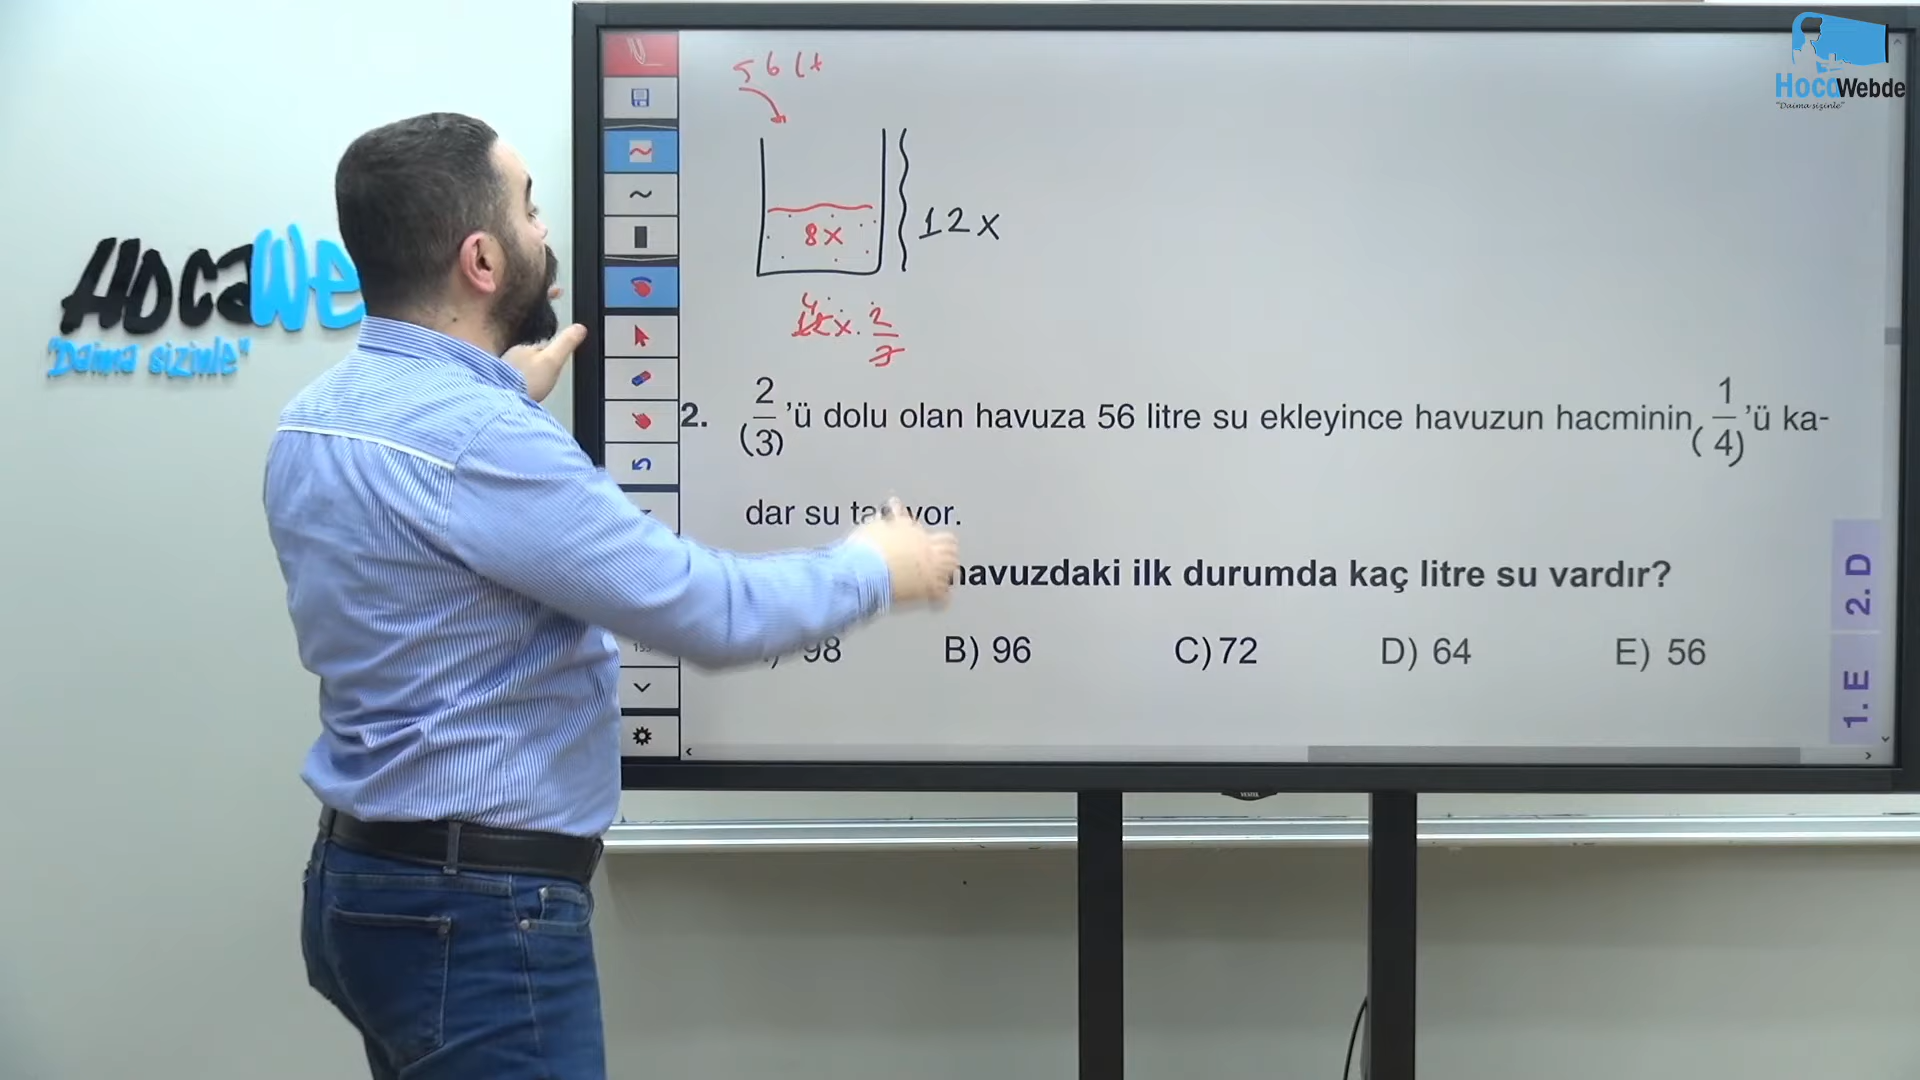 HocaWebde
"Daima sizinle"
HocaWe
"Daima sizinle"
56 lt
8x
12x
4
12x . 2/3
2. 2/(3) 'ü dolu olan havuza 56 litre su ekleyince havuzun hacminin 1/(4) 'ü ka-
dar su
havuzdaki ilk durumda kaç litre su vardır?
98 B) 96 C) 72 D) 64 E) 56
1. E 2. D
VESTEL